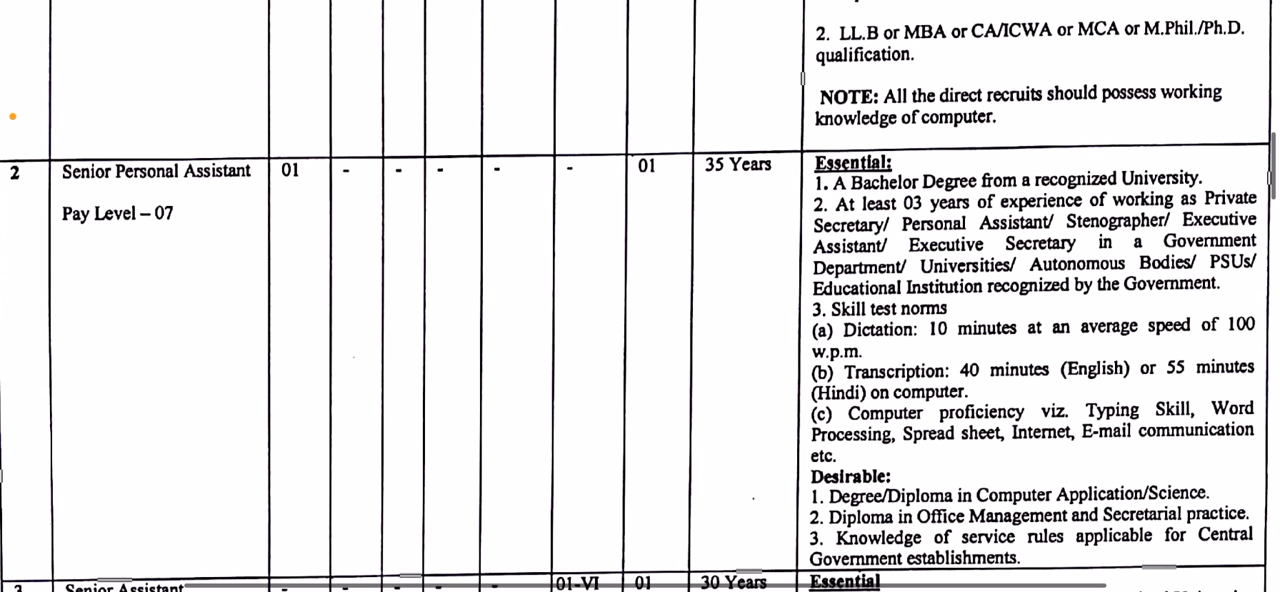 2. LL.B or MBA or CA/ICWA or MCA or M.Phil./Ph.D.
qualification.
NOTE: All the direct recruits should possess working
knowledge of computer.
2 Senior Personal Assistant 01 - - - - - 01 35 Years
Pay Level – 07
Essential:
1. A Bachelor Degree from a recognized University.
2. At least 03 years of experience of working as Private
Secretary/ Personal Assistant/ Stenographer/ Executive
Assistant/ Executive Secretary in a Government
Department/ Universities/ Autonomous Bodies/ PSUs/
Educational Institution recognized by the Government.
3. Skill test norms
(a) Dictation: 10 minutes at an average speed of 100
w.p.m.
(b) Transcription: 40 minutes (English) or 55 minutes
(Hindi) on computer.
(c) Computer proficiency viz. Typing Skill, Word
Processing, Spread sheet, Internet, E-mail communication
etc.
Desirable:
1. Degree/Diploma in Computer Application/Science.
2. Diploma in Office Management and Secretarial practice.
3. Knowledge of service rules applicable for Central
Government establishments.
3 Senior Assistant - - - - 01-VI 01 30 Years Essential